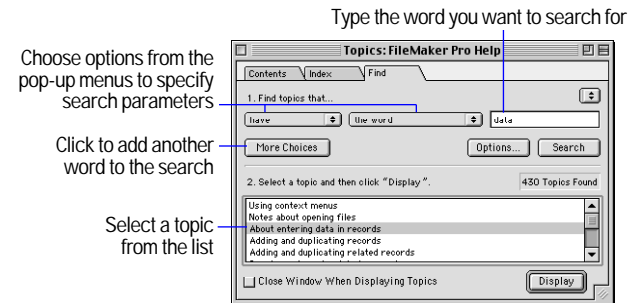 Type the word you want to search for
Topics: FileMaker Pro Help
Choose options from the
pop-up menus to specify
search parameters
Contents Index Find
1. Find topics that...
have the word data
Click to add another
word to the search
More Choices Options... Search
2. Select a topic and then click "Display". 430 Topics Found
Select a topic
from the list
Using context menus
Notes about opening files
About entering data in records
Adding and duplicating records
Adding and duplicating related records
Close Window When Displaying Topics Display